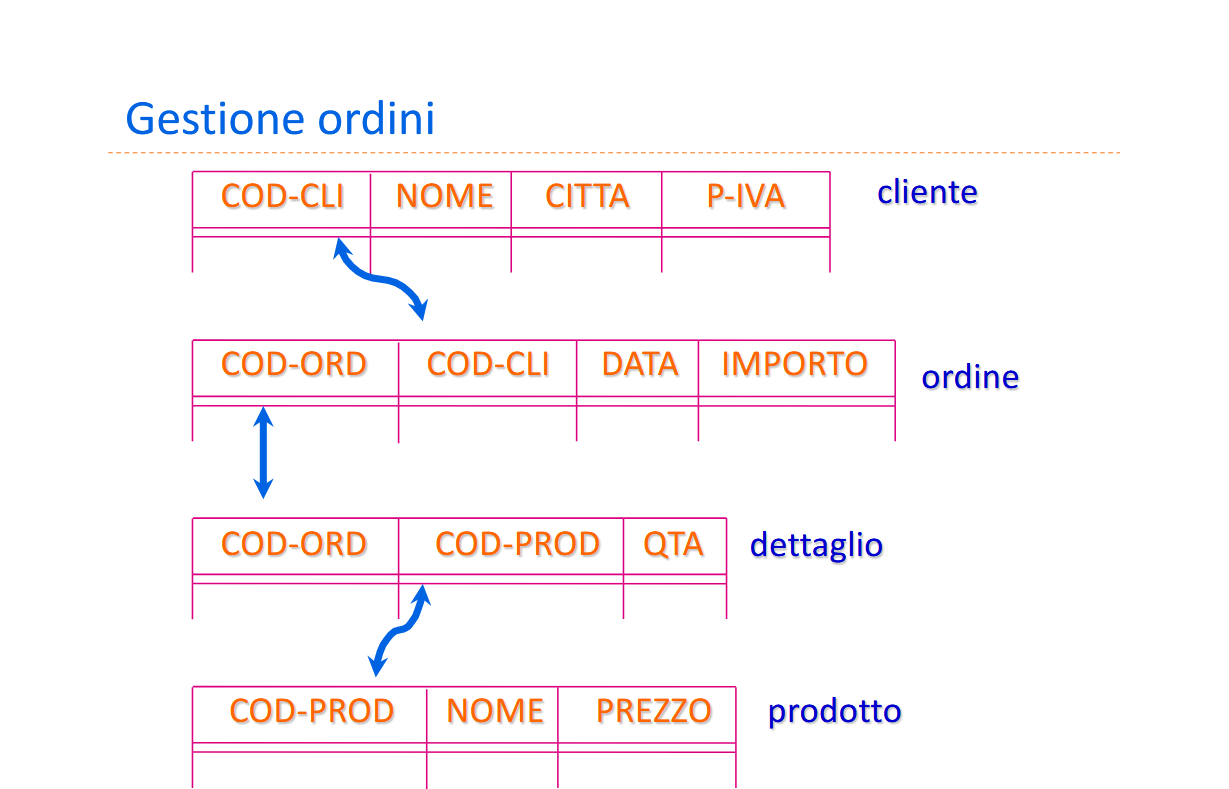 Gestione ordini
COD-CLI NOME CITTA P-IVA cliente
COD-ORD COD-CLI DATA IMPORTO ordine
COD-ORD COD-PROD QTA dettaglio
COD-PROD NOME PREZZO prodotto